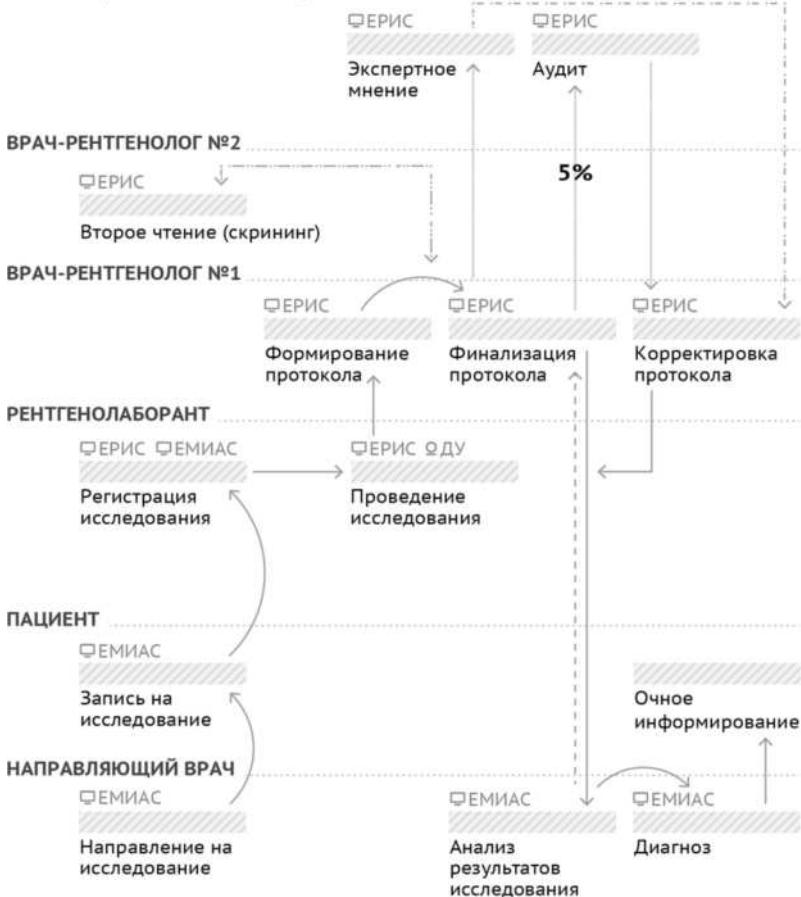 ЕРИС
ЕРИС
Экспертное
мнение
Аудит
ВРАЧ-РЕНТГЕНОЛОГ №2
5%
ЕРИС
Второе чтение (скрининг)
ВРАЧ-РЕНТГЕНОЛОГ №1
ЕРИС
ЕРИС
ЕРИС
Формирование
протокола
Финализация
протокола
Корректировка
протокола
РЕНТГЕНОЛАБОРАНТ
ЕРИС ЕМИАС
ЕРИС ДУ
Регистрация
исследования
Проведение
исследования
ПАЦИЕНТ
ЕМИАС
Запись на
исследование
Очное
информирование
НАПРАВЛЯЮЩИЙ ВРАЧ
ЕМИАС
ЕМИАС
ЕМИАС
Направление на
исследование
Анализ
результатов
исследования
Диагноз